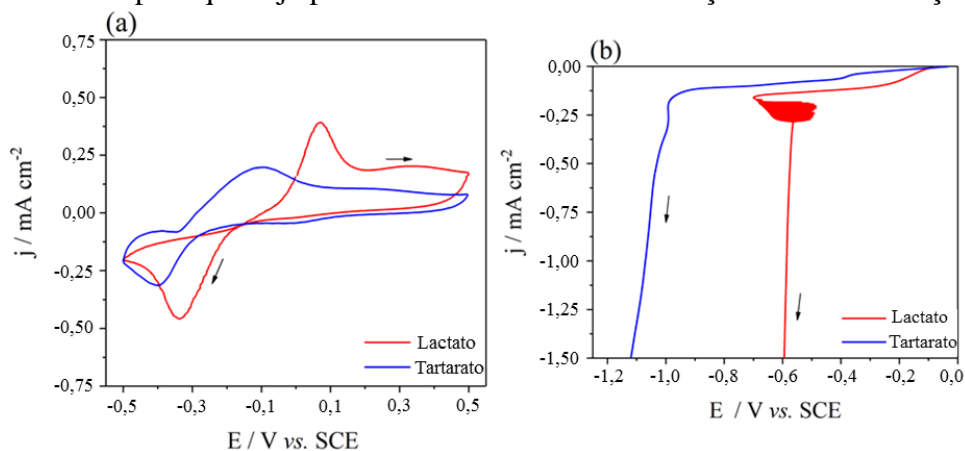 (a)
0,75
0,50
0,25
0,00
-0,25
-0,50
-0,75
j / mA cm-2
-0,5
-0,3
-0,1
0,1
0,3
0,5
E / V vs. SCE
Lactato
Tartarato
(b)
0,00
-0,25
-0,50
-0,75
-1,00
-1,25
-1,50
j / mA cm-2
-1,2
-1,0
-0,8
-0,6
-0,4
-0,2
0,0
E / V vs. SCE
Lactato
Tartarato